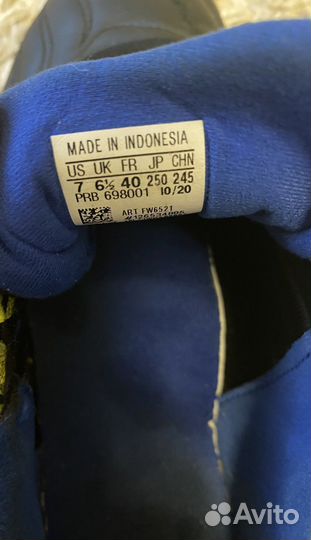 MADE IN INDONESIA
US UK FR JP CHN
7 6½ 40 250 245
PRB 698001 10/20
ART FW6521
Avito